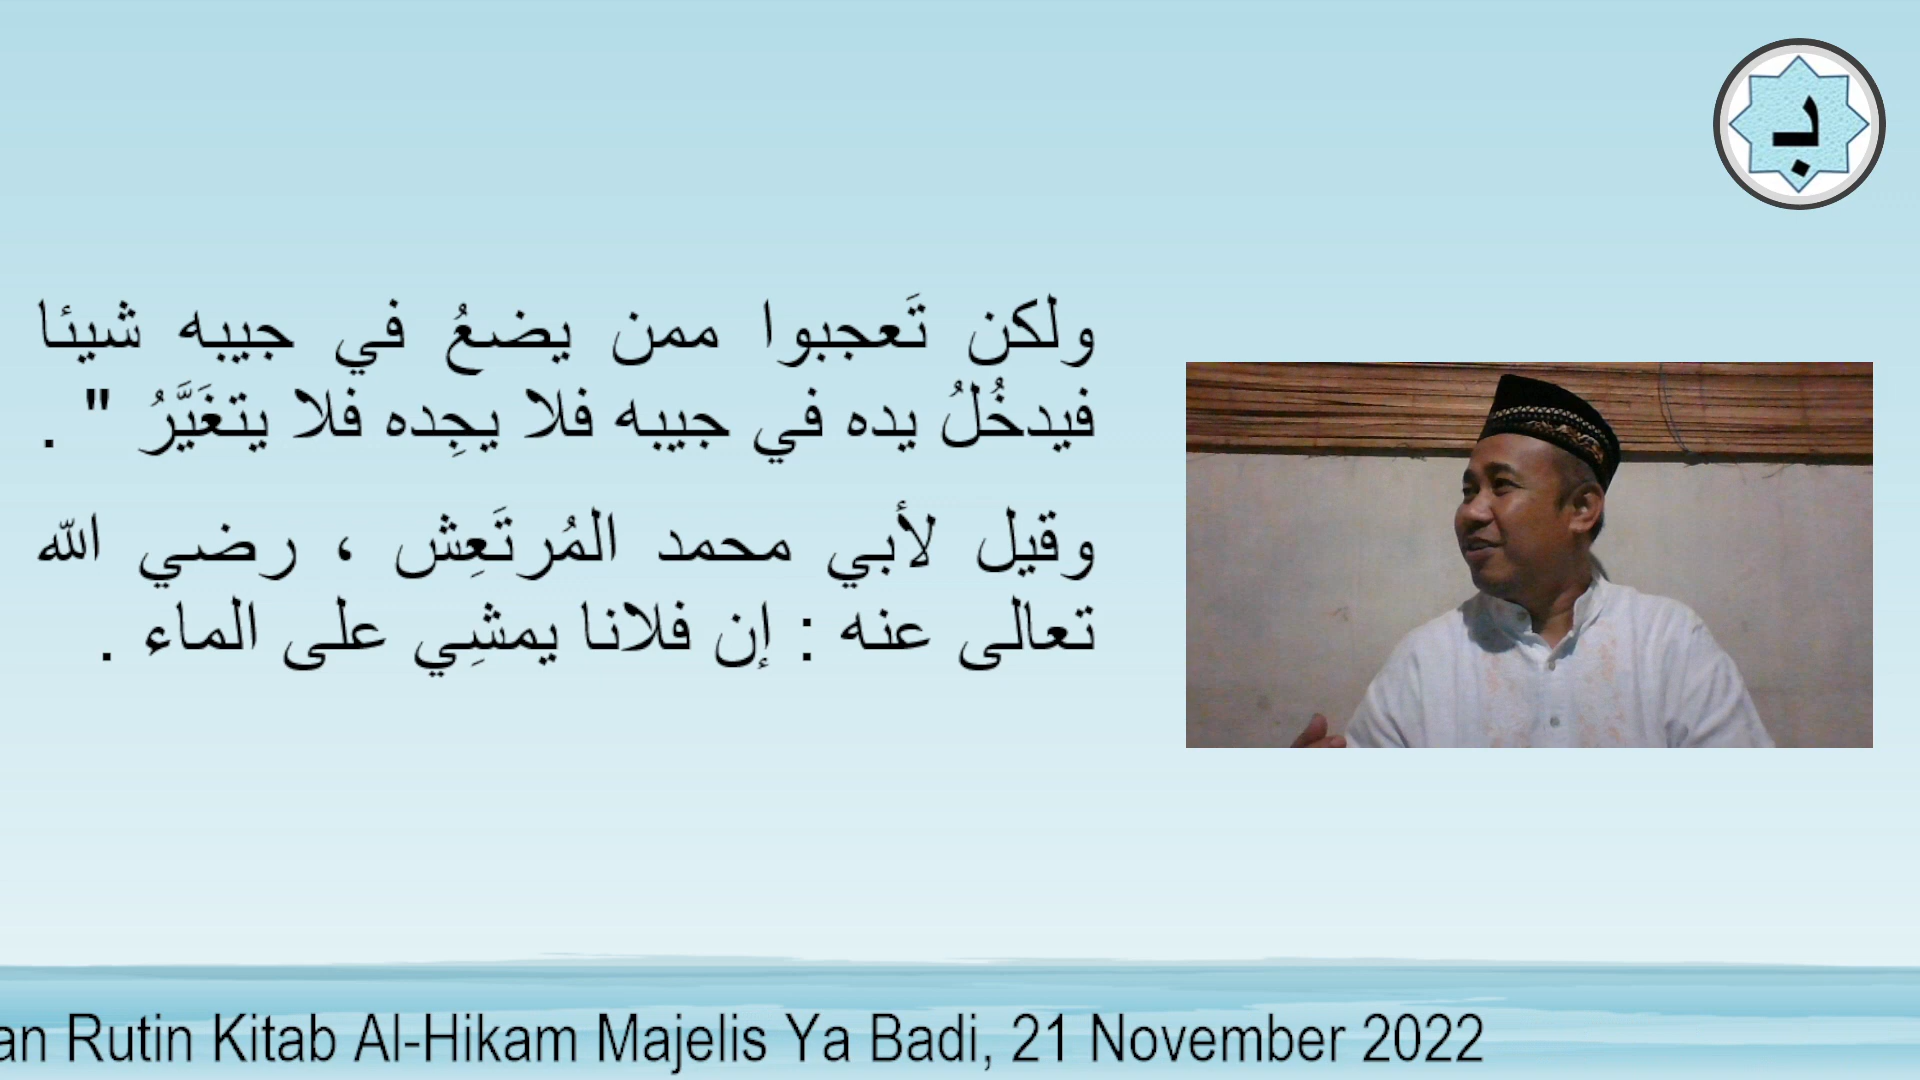 ولكن تَعجبوا ممن يضعُ في جيبه شيئا
فيدخُلُ يده في جيبه فلا يجِده فلا يتغَيَّرُ " .
وقيل لأبي محمد المُرتَعِش ، رضي الله
تعالى عنه : إن فلانا يمشِي على الماء .
an Rutin Kitab Al-Hikam Majelis Ya Badi, 21 November 2022